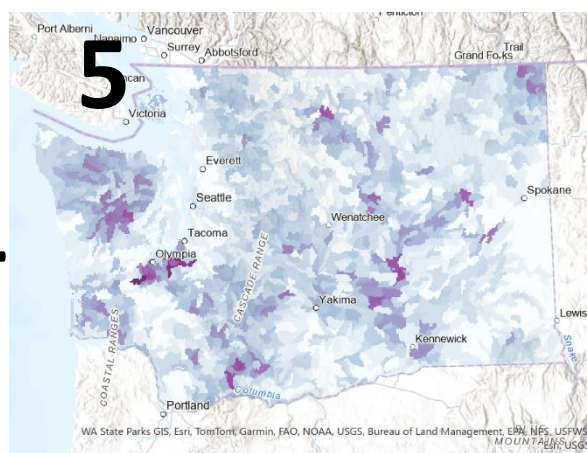 Penticton
Port Alberni
Nanaimo
Vancouver
Surrey
Abbotsford
Trail
Grand Forks
5
Duncan
Victoria
Everett
Seattle
Spokane
Tacoma
Olympia
Wenatchee
CASCADE RANGE
Yakima
COASTAL RANGES
Kennewick
Lewis
Snake
Columbia
Portland
WA State Parks GIS, Esri, TomTom, Garmin, FAO, NOAA, USGS, Bureau of Land Management, EPA, NPS, USFWS
MOUNTAINS
Esri, USGS